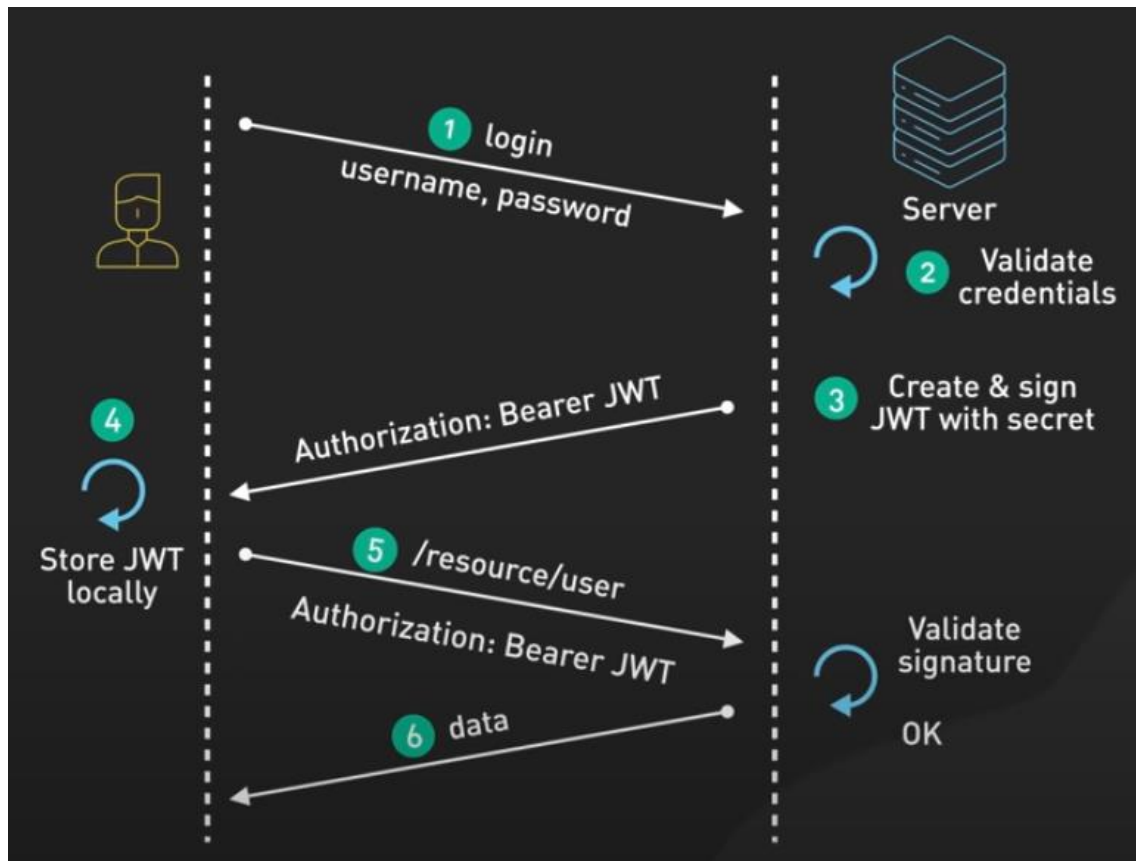 1 login
username, password
Server
2 Validate
credentials
3 Create & sign
JWT with secret
Authorization: Bearer JWT
4
Store JWT
locally
5 /resource/user
Authorization: Bearer JWT
Validate
signature
OK
6 data